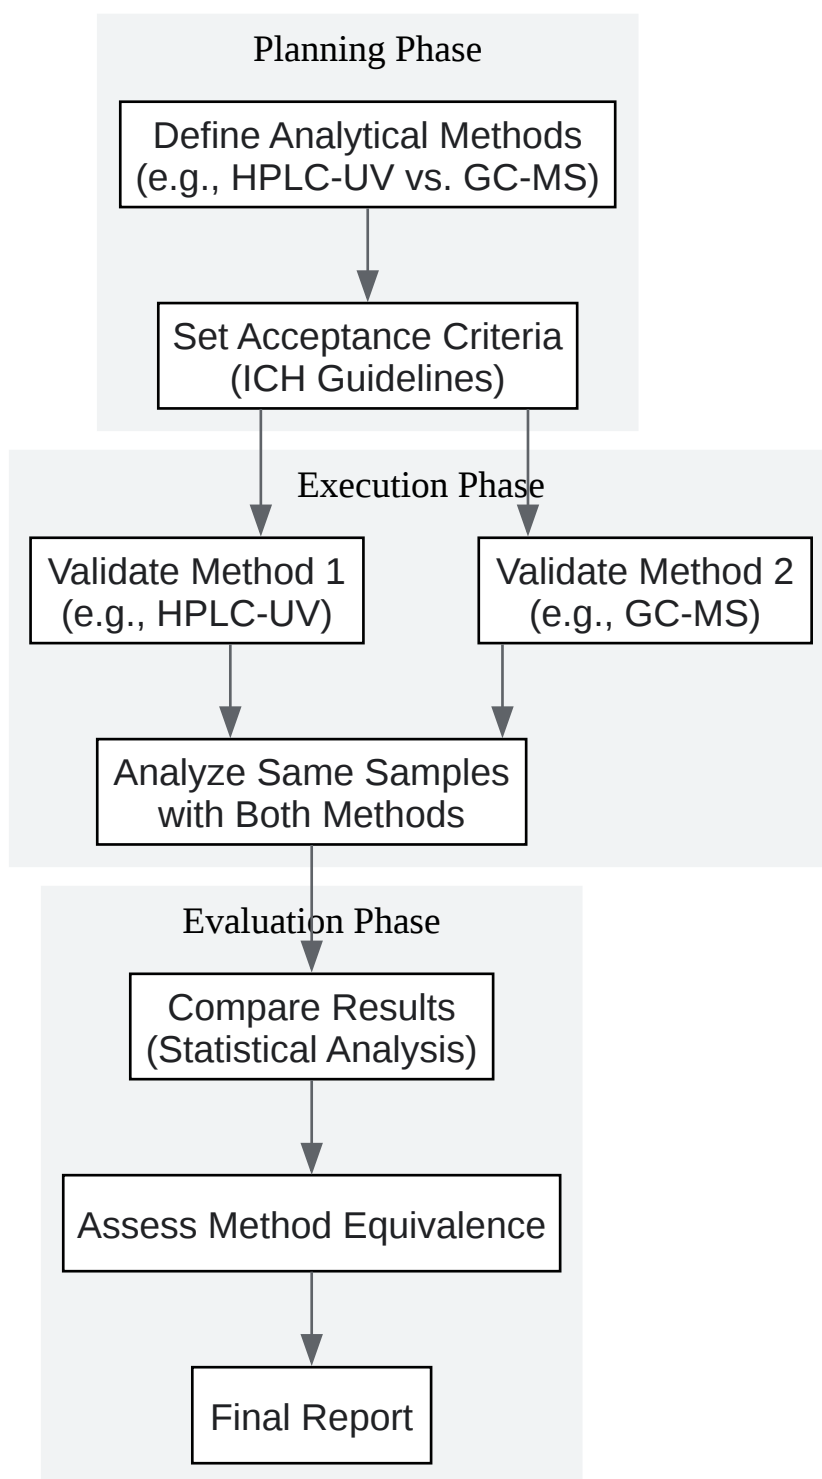 Planning Phase
Define Analytical Methods
(e.g., HPLC-UV vs. GC-MS)
Set Acceptance Criteria
(ICH Guidelines)
Execution Phase
Validate Method 1
(e.g., HPLC-UV)
Validate Method 2
(e.g., GC-MS)
Analyze Same Samples
with Both Methods
Evaluation Phase
Compare Results
(Statistical Analysis)
Assess Method Equivalence
Final Report